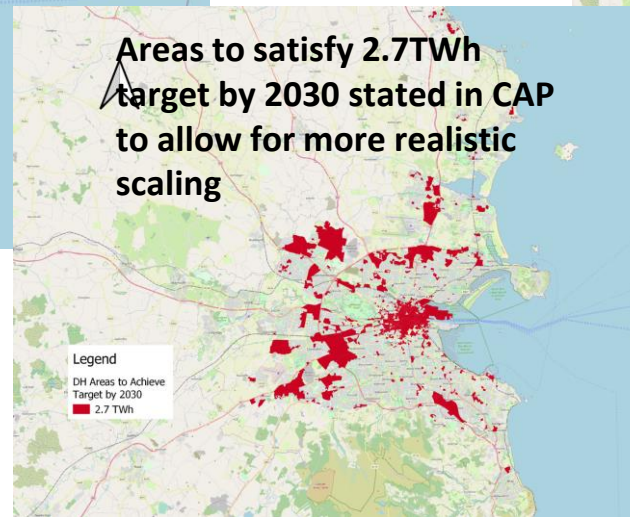 Areas to satisfy 2.7TWh
target by 2030 stated in CAP
to allow for more realistic
scaling
Legend
DH Areas to Achieve
Target by 2030
2.7 TWh